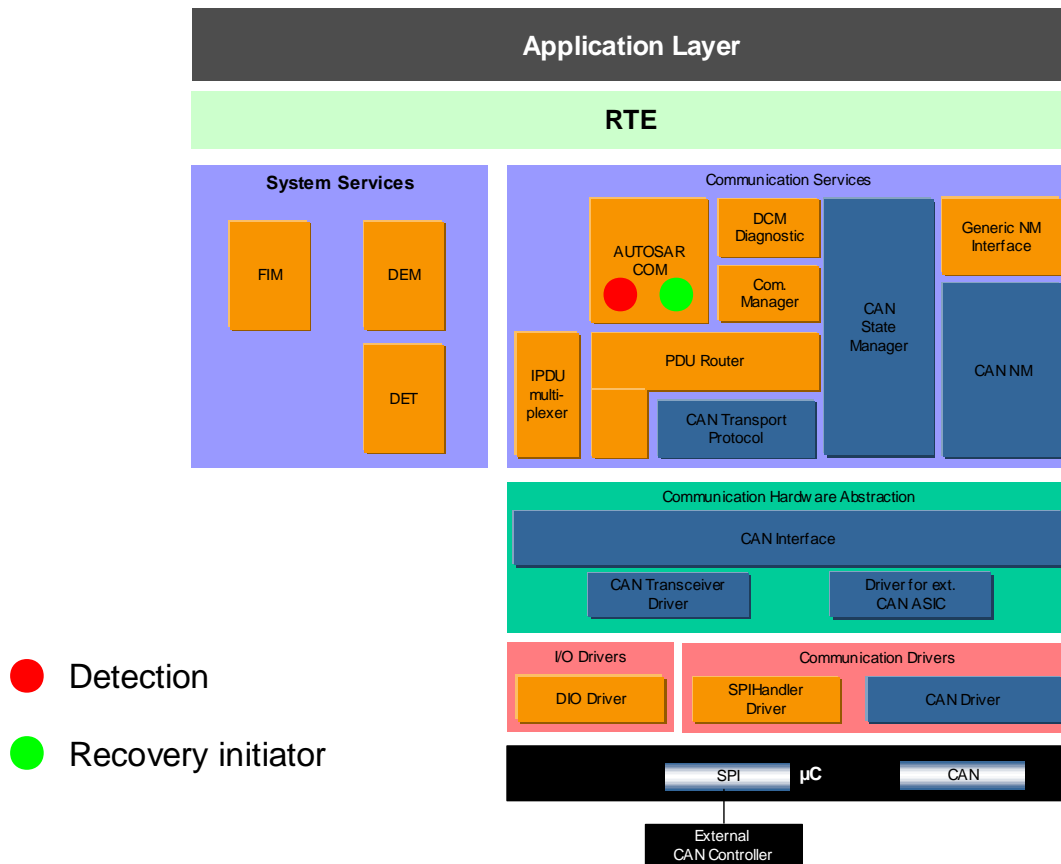 Application Layer
RTE
System Services
FIM
DEM
DET
Communication Services
AUTOSAR
COM
DCM
Diagnostic
Com.
Manager
CAN
State
Manager
Generic NM
Interface
CAN NM
IPDU
multi-
plexer
PDU Router
CAN Transport
Protocol
Communication Hardware Abstraction
CAN Interface
CAN Transceiver
Driver
Driver for ext.
CAN ASIC
I/O Drivers
DIO Driver
Communication Drivers
SPIHandler
Driver
CAN Driver
SPI
µC
CAN
External
CAN Controller
Detection
Recovery initiator